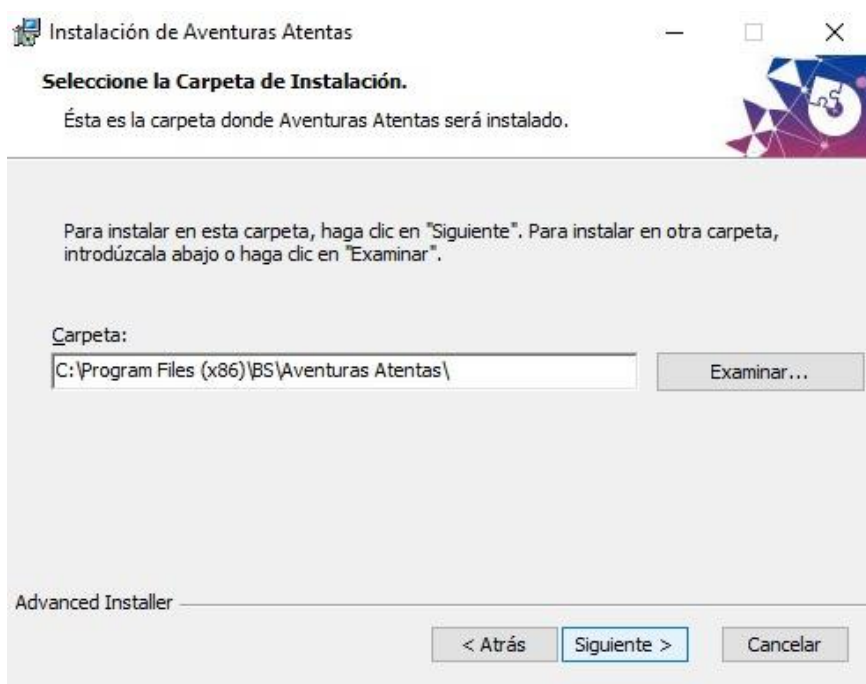 Instalación de Aventuras Atentas
Seleccione la Carpeta de Instalación.
Ésta es la carpeta donde Aventuras Atentas será instalado.
Para instalar en esta carpeta, haga clic en "Siguiente". Para instalar en otra carpeta,
introdúzcala abajo o haga clic en "Examinar".
Carpeta:
C:\Program Files (x86)\BS\Aventuras Atentas\
Examinar...
Advanced Installer
< Atrás
Siguiente >
Cancelar